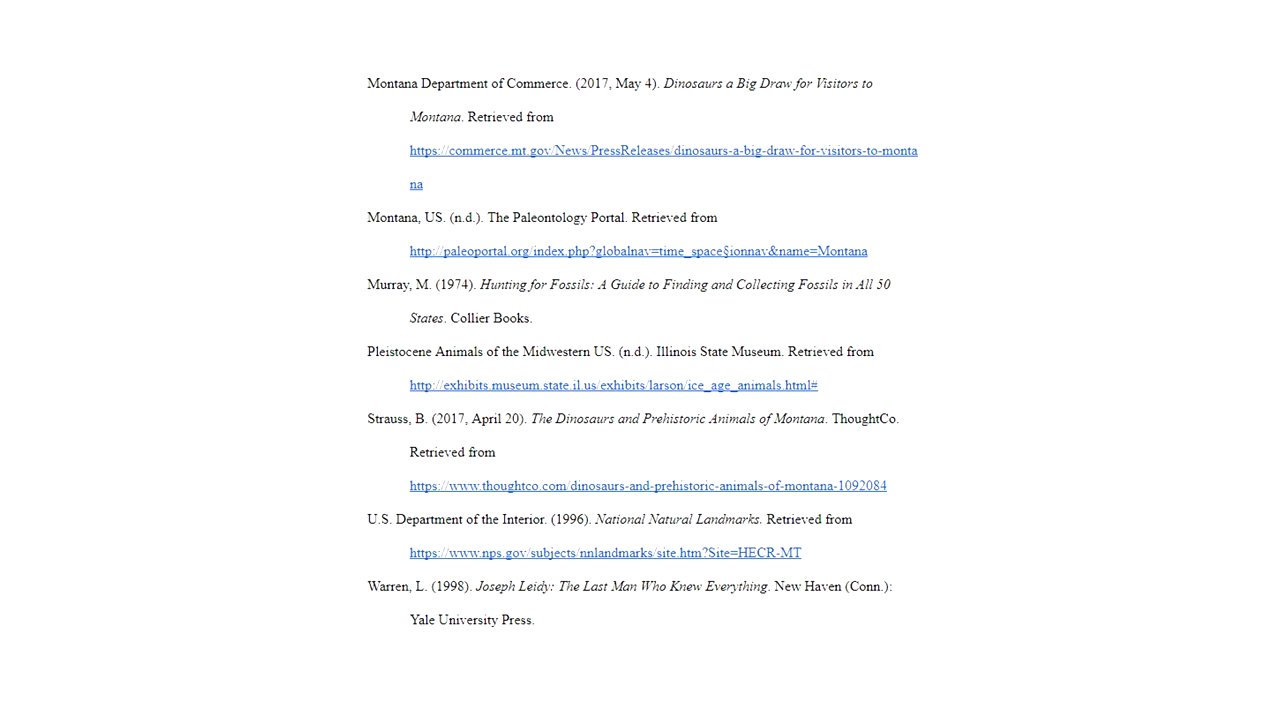 Montana Department of Commerce. (2017, May 4). Dinosaurs a Big Draw for Visitors to
Montana. Retrieved from
https://commerce.mt.gov/News/PressReleases/dinosaurs-a-big-draw-for-visitors-to-monta
na
Montana, US. (n.d.). The Paleontology Portal. Retrieved from
http://paleoportal.org/index.php?globalnav=time_space§ionnav&name=Montana
Murray, M. (1974). Hunting for Fossils: A Guide to Finding and Collecting Fossils in All 50
States. Collier Books.
Pleistocene Animals of the Midwestern US. (n.d.). Illinois State Museum. Retrieved from
http://exhibits.museum.state.il.us/exhibits/larson/ice_age_animals.html#
Strauss, B. (2017, April 20). The Dinosaurs and Prehistoric Animals of Montana. ThoughtCo.
Retrieved from
https://www.thoughtco.com/dinosaurs-and-prehistoric-animals-of-montana-1092084
U.S. Department of the Interior. (1996). National Natural Landmarks. Retrieved from
https://www.nps.gov/subjects/nnlandmarks/site.htm?Site=HECR-MT
Warren, L. (1998). Joseph Leidy: The Last Man Who Knew Everything. New Haven (Conn.):
Yale University Press.